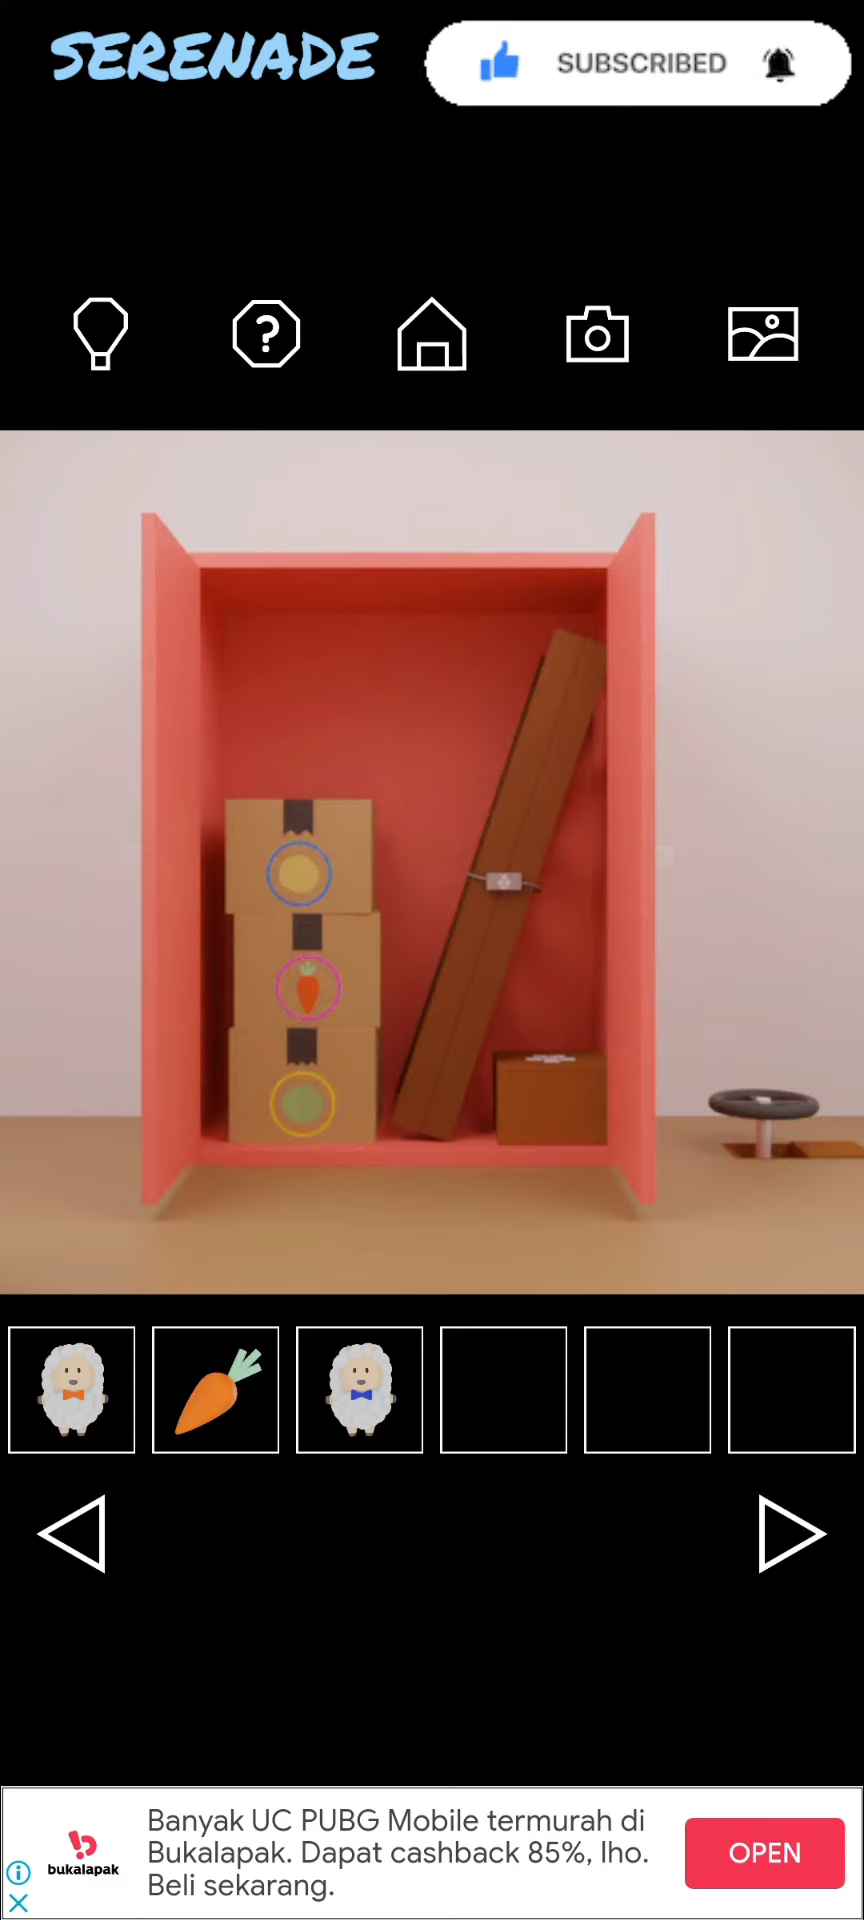 SERENADE
SUBSCRIBED
?
Banyak UC PUBG Mobile termurah di
Bukalapak. Dapat cashback 85%, lho.
Beli sekarang.
bukalapak
OPEN